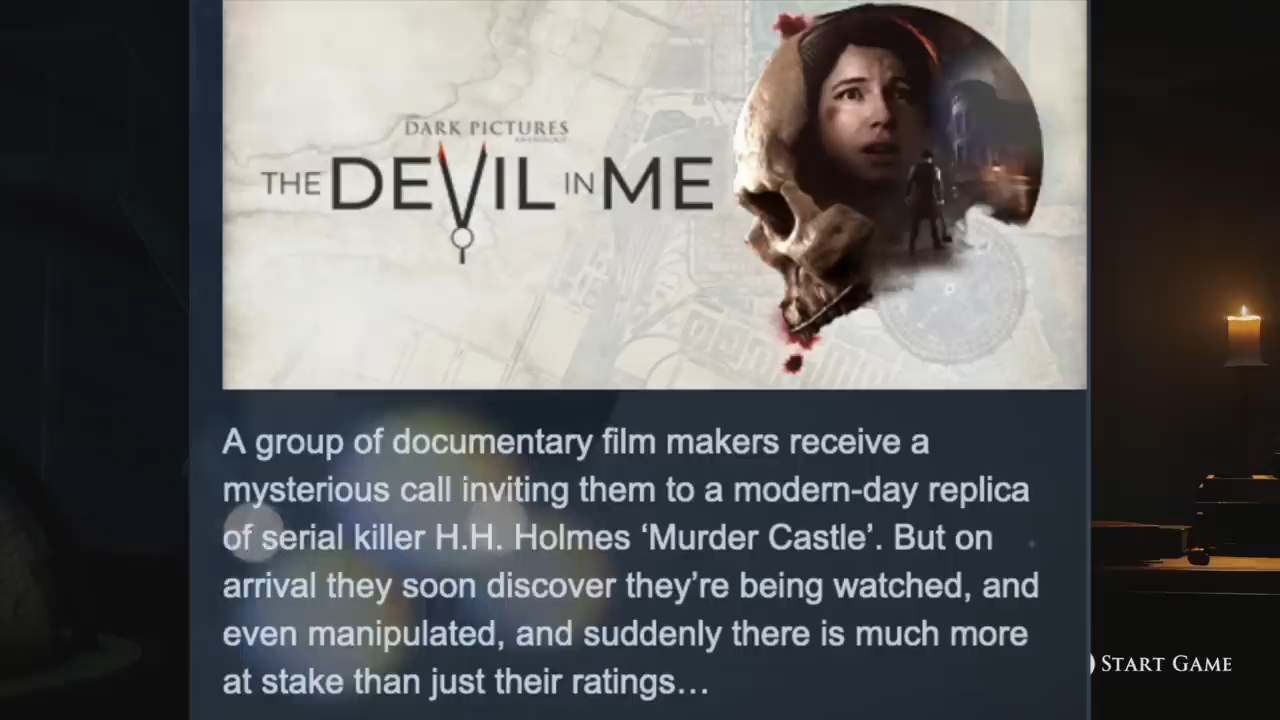 DARK PICTURES
THE DEVIL IN ME
A group of documentary film makers receive a
mysterious call inviting them to a modern-day replica
of serial killer H.H. Holmes ‘Murder Castle’. But on
arrival they soon discover they’re being watched, and
even manipulated, and suddenly there is much more
at stake than just their ratings…
START GAME